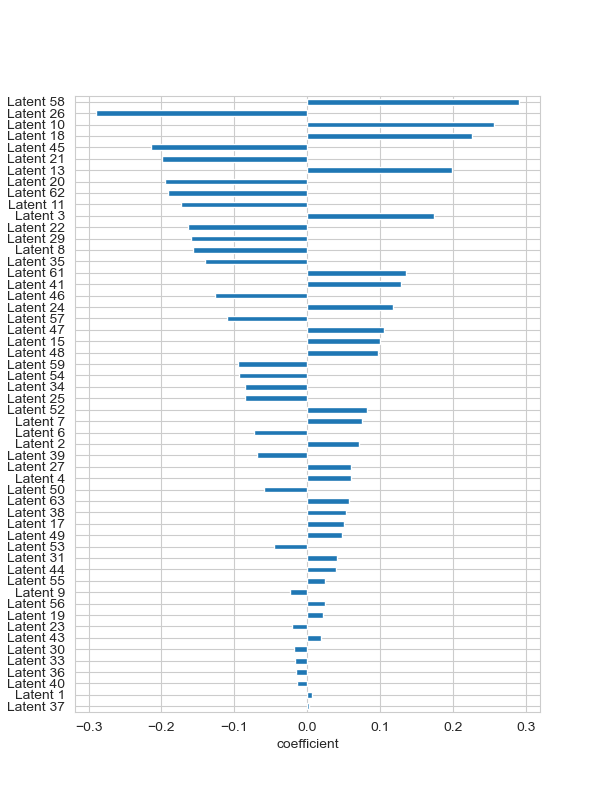 Latent 58
Latent 26
Latent 10
Latent 18
Latent 45
Latent 21
Latent 13
Latent 20
Latent 62
Latent 11
Latent 3
Latent 22
Latent 29
Latent 8
Latent 35
Latent 61
Latent 41
Latent 46
Latent 24
Latent 57
Latent 47
Latent 15
Latent 48
Latent 59
Latent 54
Latent 34
Latent 25
Latent 52
Latent 7
Latent 6
Latent 2
Latent 39
Latent 27
Latent 4
Latent 50
Latent 63
Latent 38
Latent 17
Latent 49
Latent 53
Latent 31
Latent 44
Latent 55
Latent 9
Latent 56
Latent 19
Latent 23
Latent 43
Latent 30
Latent 33
Latent 36
Latent 40
Latent 1
Latent 37
−0.3 −0.2 −0.1 0.0 0.1 0.2 0.3
coefficient